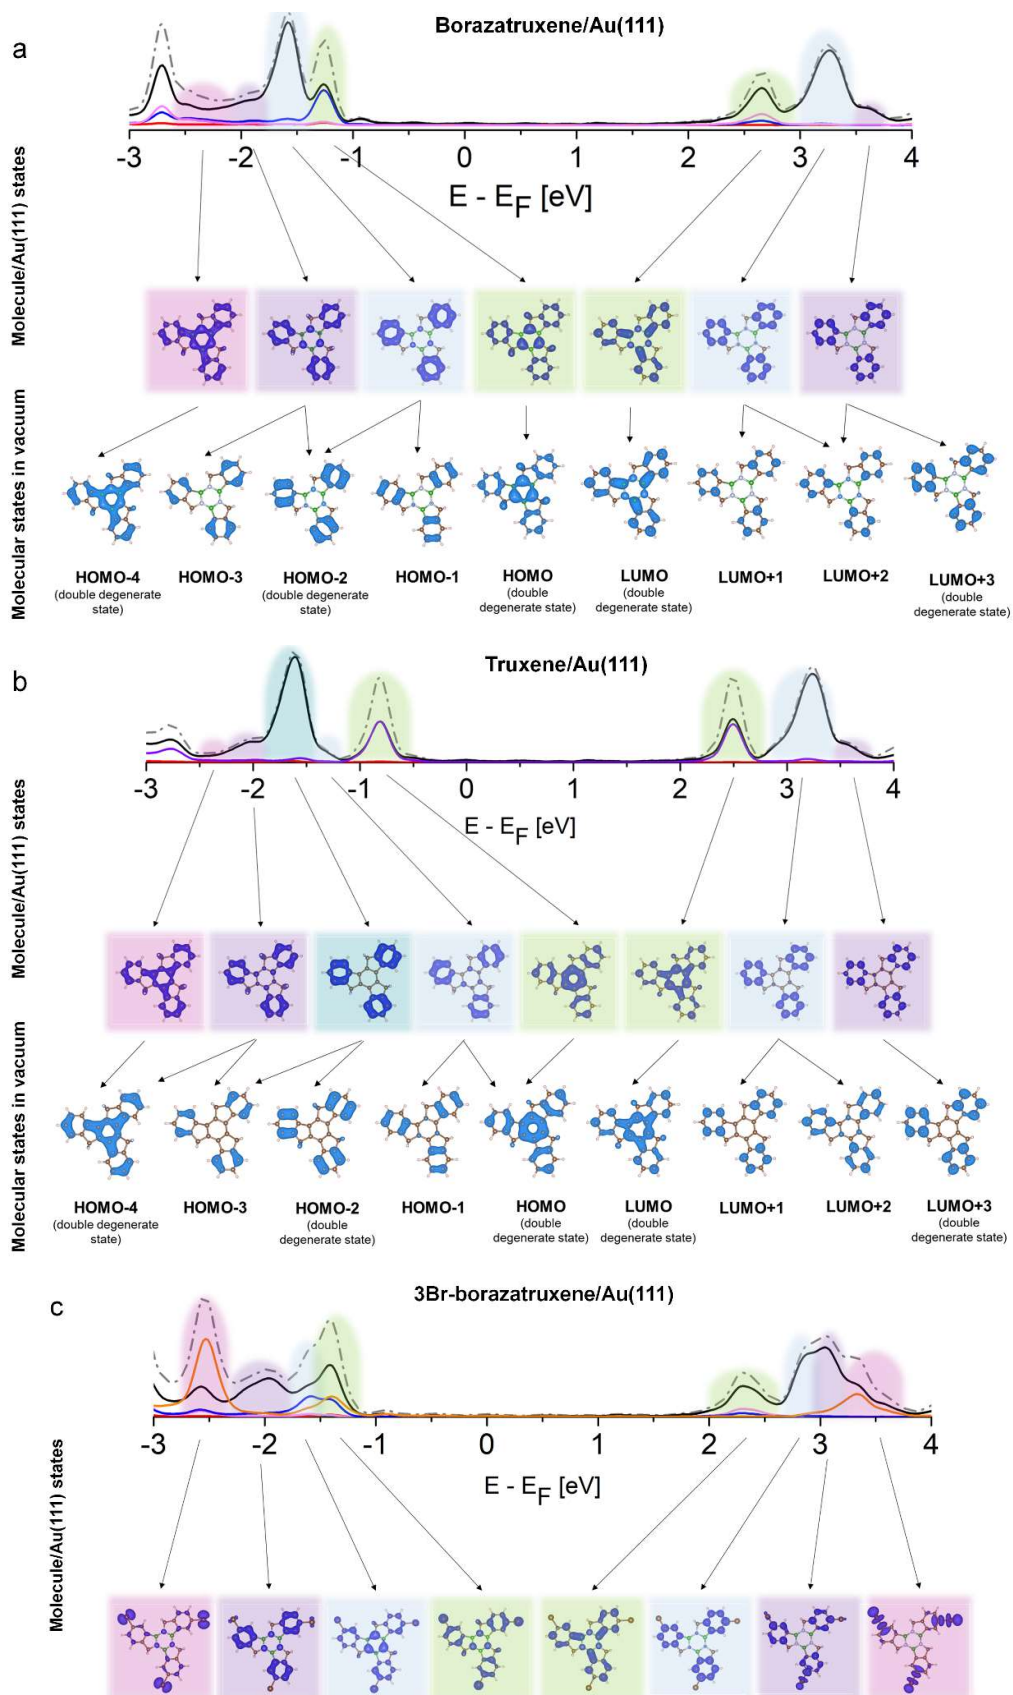 a
Borazatruxene/Au(111)
-3 -2 -1 0 1 2 3 4
E - EF [eV]
Molecule/Au(111) states
Molecular states in vacuum
HOMO-4 HOMO-3 HOMO-2 HOMO-1 HOMO LUMO LUMO+1 LUMO+2 LUMO+3
(double degenerate state)
(double degenerate state)
(double degenerate state)
(double degenerate state)
(double degenerate state)
b
Truxene/Au(111)
-3 -2 -1 0 1 2 3 4
E - EF [eV]
Molecule/Au(111) states
Molecular states in vacuum
HOMO-4 HOMO-3 HOMO-2 HOMO-1 HOMO LUMO LUMO+1 LUMO+2 LUMO+3
(double degenerate state)
(double degenerate state)
(double degenerate state)
(double degenerate state)
(double degenerate state)
c
3Br-borazatruxene/Au(111)
-3 -2 -1 0 1 2 3 4
E - EF [eV]
Molecule/Au(111) states